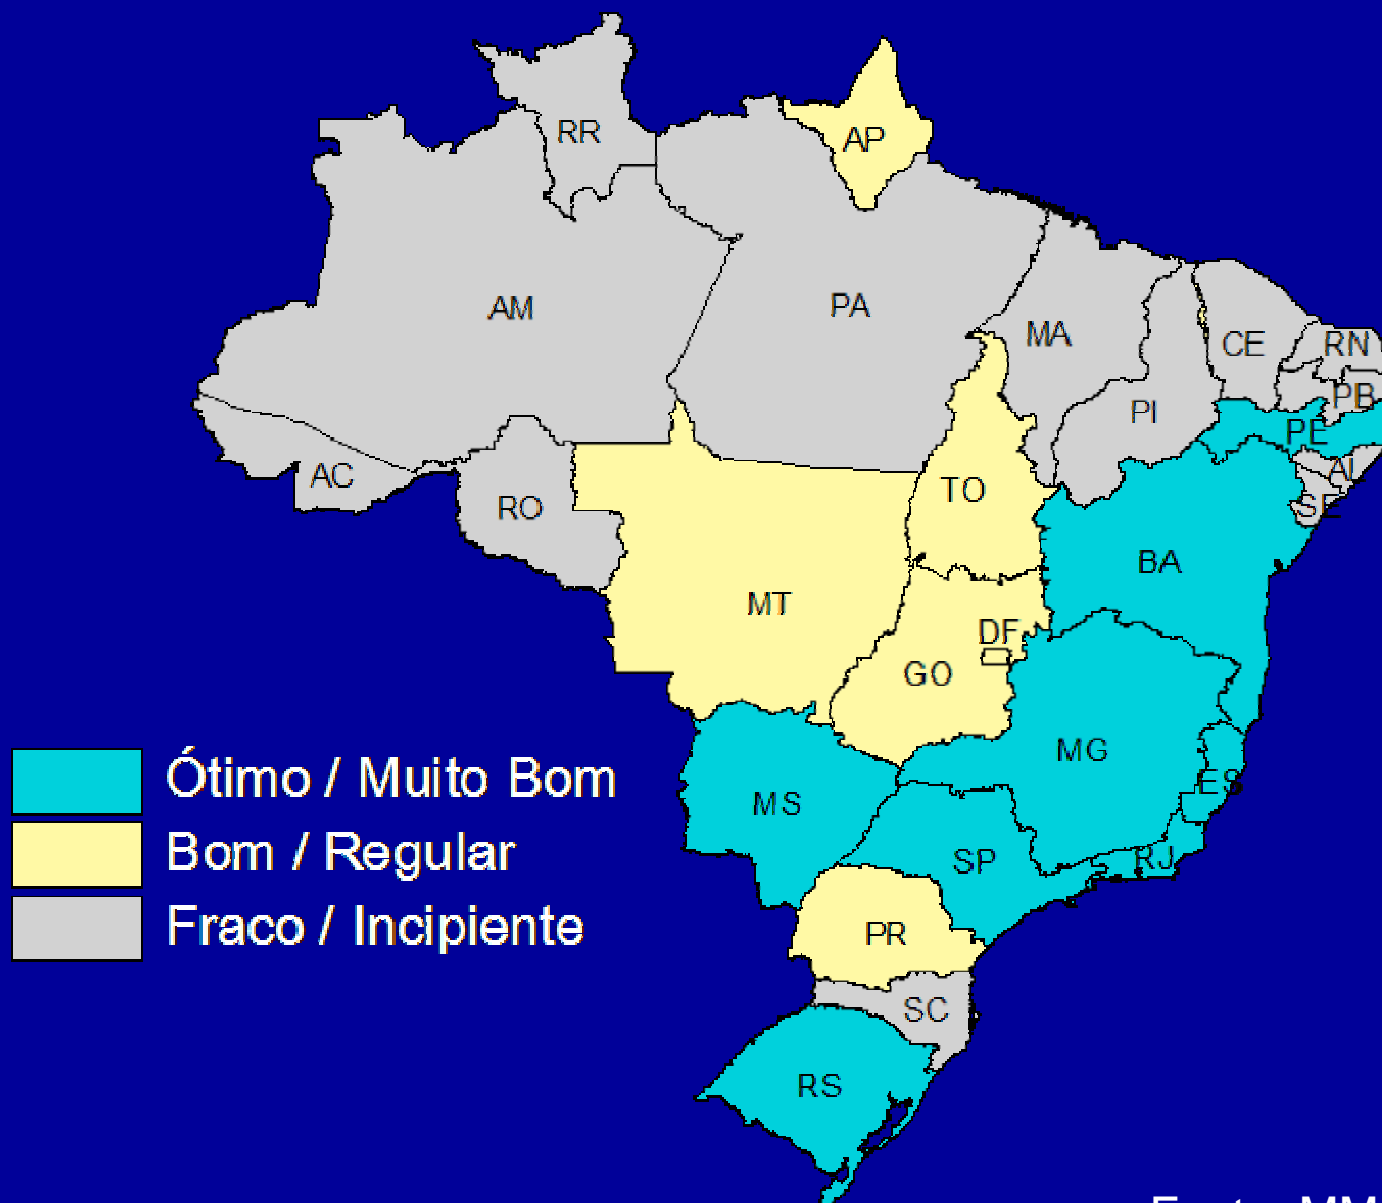 RR
AP
AM
PA
MA
CE
RN
PI
PB
PE
AC
AL
RO
TO
SE
BA
MT
DF
GO
MG
Ótimo / Muito Bom
ES
MS
Bom / Regular
SP
RJ
Fraco / Incipiente
PR
SC
RS